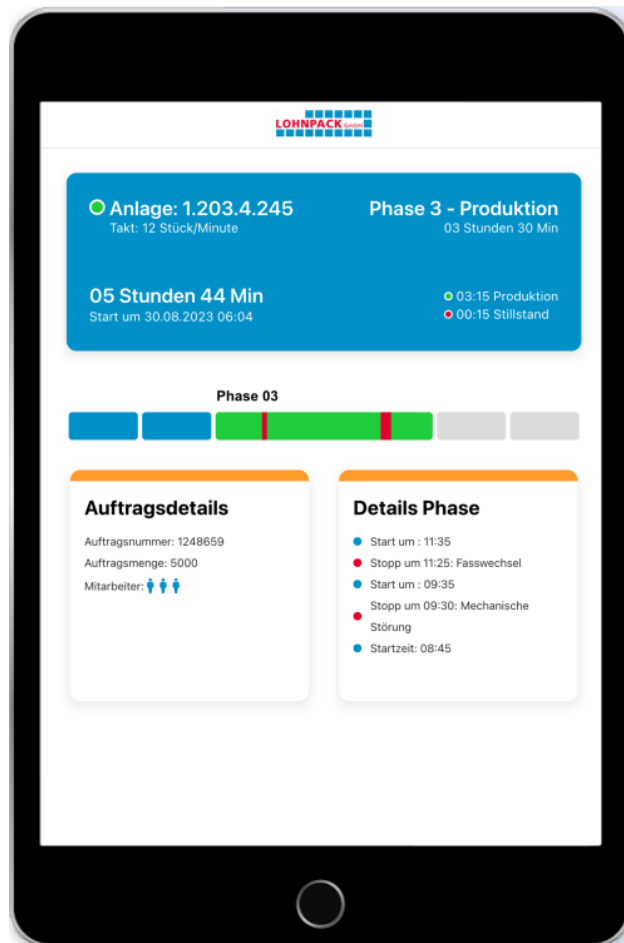 LOHNPACK GmbH
Anlage: 1.203.4.245
Takt: 12 Stück/Minute
Phase 3 - Produktion
03 Stunden 30 Min
05 Stunden 44 Min
Start um 30.08.2023 06:04
03:15 Produktion
00:15 Stillstand
Phase 03
Auftragsdetails
Auftragsnummer: 1248659
Auftragsmenge: 5000
Mitarbeiter:
Details Phase
Start um : 11:35
Stopp um 11:25: Fasswechsel
Start um : 09:35
Stopp um 09:30: Mechanische
Störung
Startzeit: 08:45